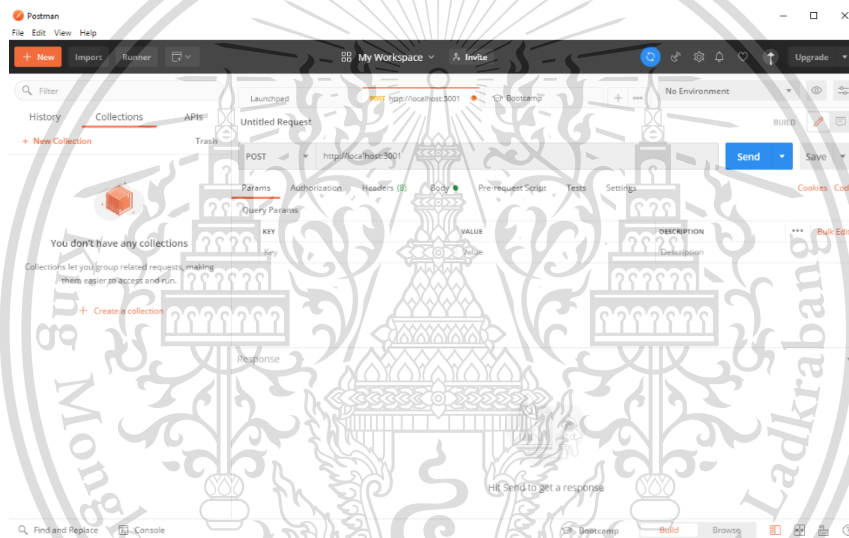 Postman
File Edit View Help
+ New Import Runner My Workspace Invite Upgrade
Filter
History Collections APIs
+ New Collection Trash
You don't have any collections
Collections let you group related requests, making
them easier to access and run.
+ Create a collection
Launchpad POST http://localhost:3001 Bootcamp + ••• No Environment
Untitled Request BUILD
POST http://localhost:3001 Send Save
Params Authorization Headers (8) Body Pre-request Script Tests Settings Cookies Cod
Query Params
KEY VALUE DESCRIPTION ••• Bulk Edi
Key Value Description
Response
Hit Send to get a response
Find and Replace Console Bootcamp Build Browse
King Mongk
Ladkrabang